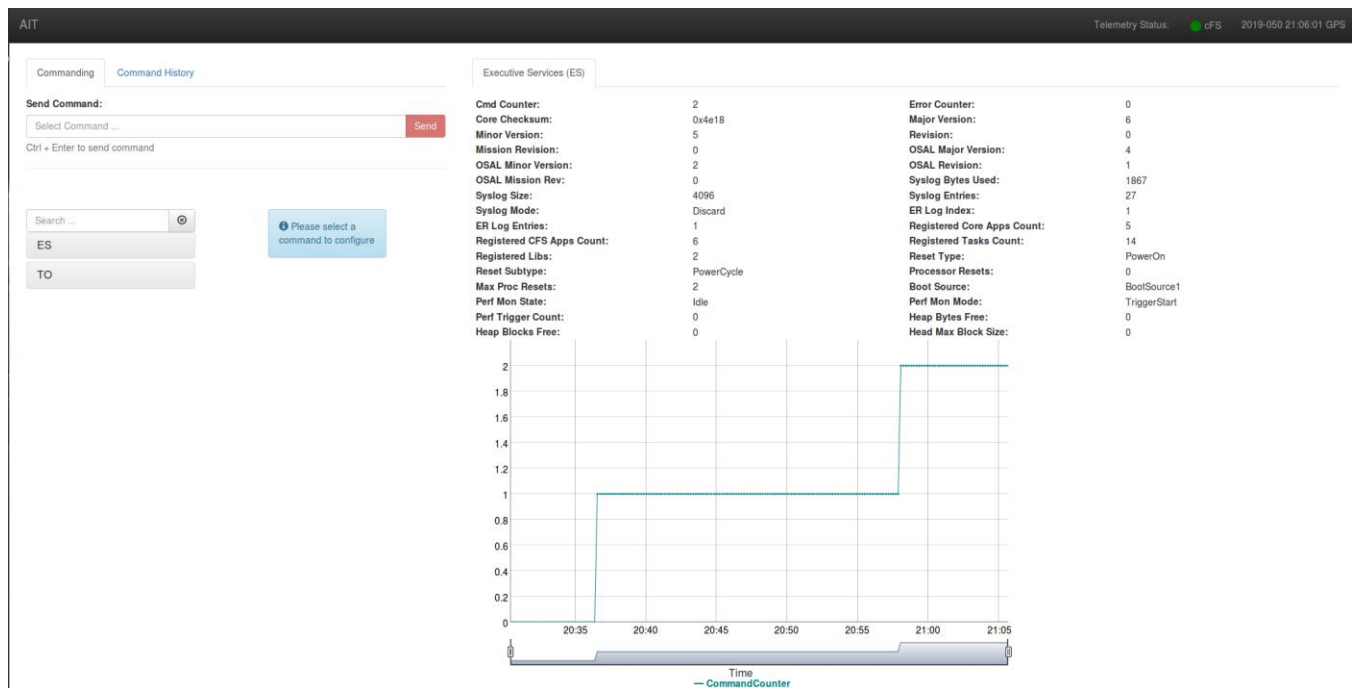 AIT
Telemetry Status: cFS 2019-050 21:06:01 GPS
Commanding Command History
Send Command:
Select Command ... Send
Ctrl + Enter to send command
Search ...
ES
TO
Please select a
command to configure
Executive Services (ES)
Cmd Counter: 2 Error Counter: 0
Core Checksum: 0x4e18 Major Version: 6
Minor Version: 5 Revision: 0
Mission Revision: 0 OSAL Major Version: 4
OSAL Minor Version: 2 OSAL Revision: 1
OSAL Mission Rev: 0 Syslog Bytes Used: 1867
Syslog Size: 4096 Syslog Entries: 27
Syslog Mode: Discard ER Log Index: 1
ER Log Entries: 1 Registered Core Apps Count: 5
Registered CFS Apps Count: 6 Registered Tasks Count: 14
Registered Libs: 2 Reset Type: PowerOn
Reset Subtype: PowerCycle Processor Resets: 0
Max Proc Resets: 2 Boot Source: BootSource1
Perf Mon State: Idle Perf Mon Mode: TriggerStart
Perf Trigger Count: 0 Heap Bytes Free: 0
Heap Blocks Free: 0 Head Max Block Size: 0
2
1.8
1.6
1.4
1.2
1
0.8
0.6
0.4
0.2
0
20:35 20:40 20:45 20:50 20:55 21:00 21:05
Time
CommandCounter